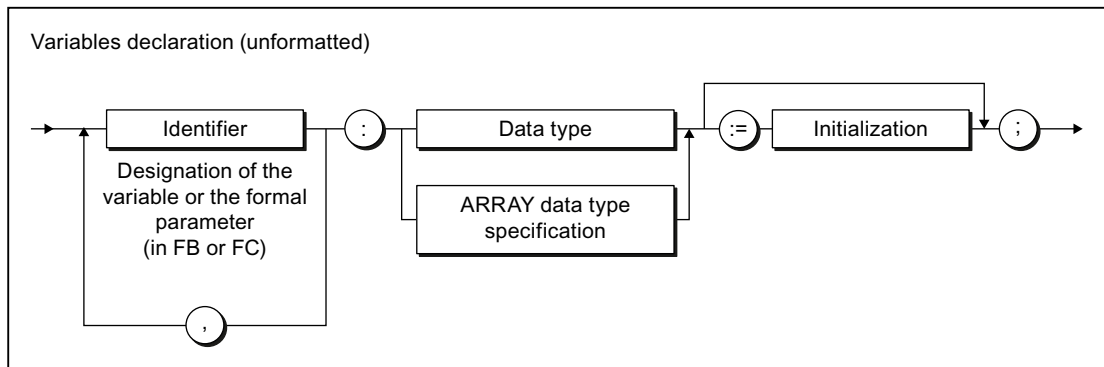 Variables declaration (unformatted)
Identifier
:
Data type
:=
Initialization
;
Designation of the
variable or the formal
parameter
(in FB or FC)
ARRAY data type
specification
,